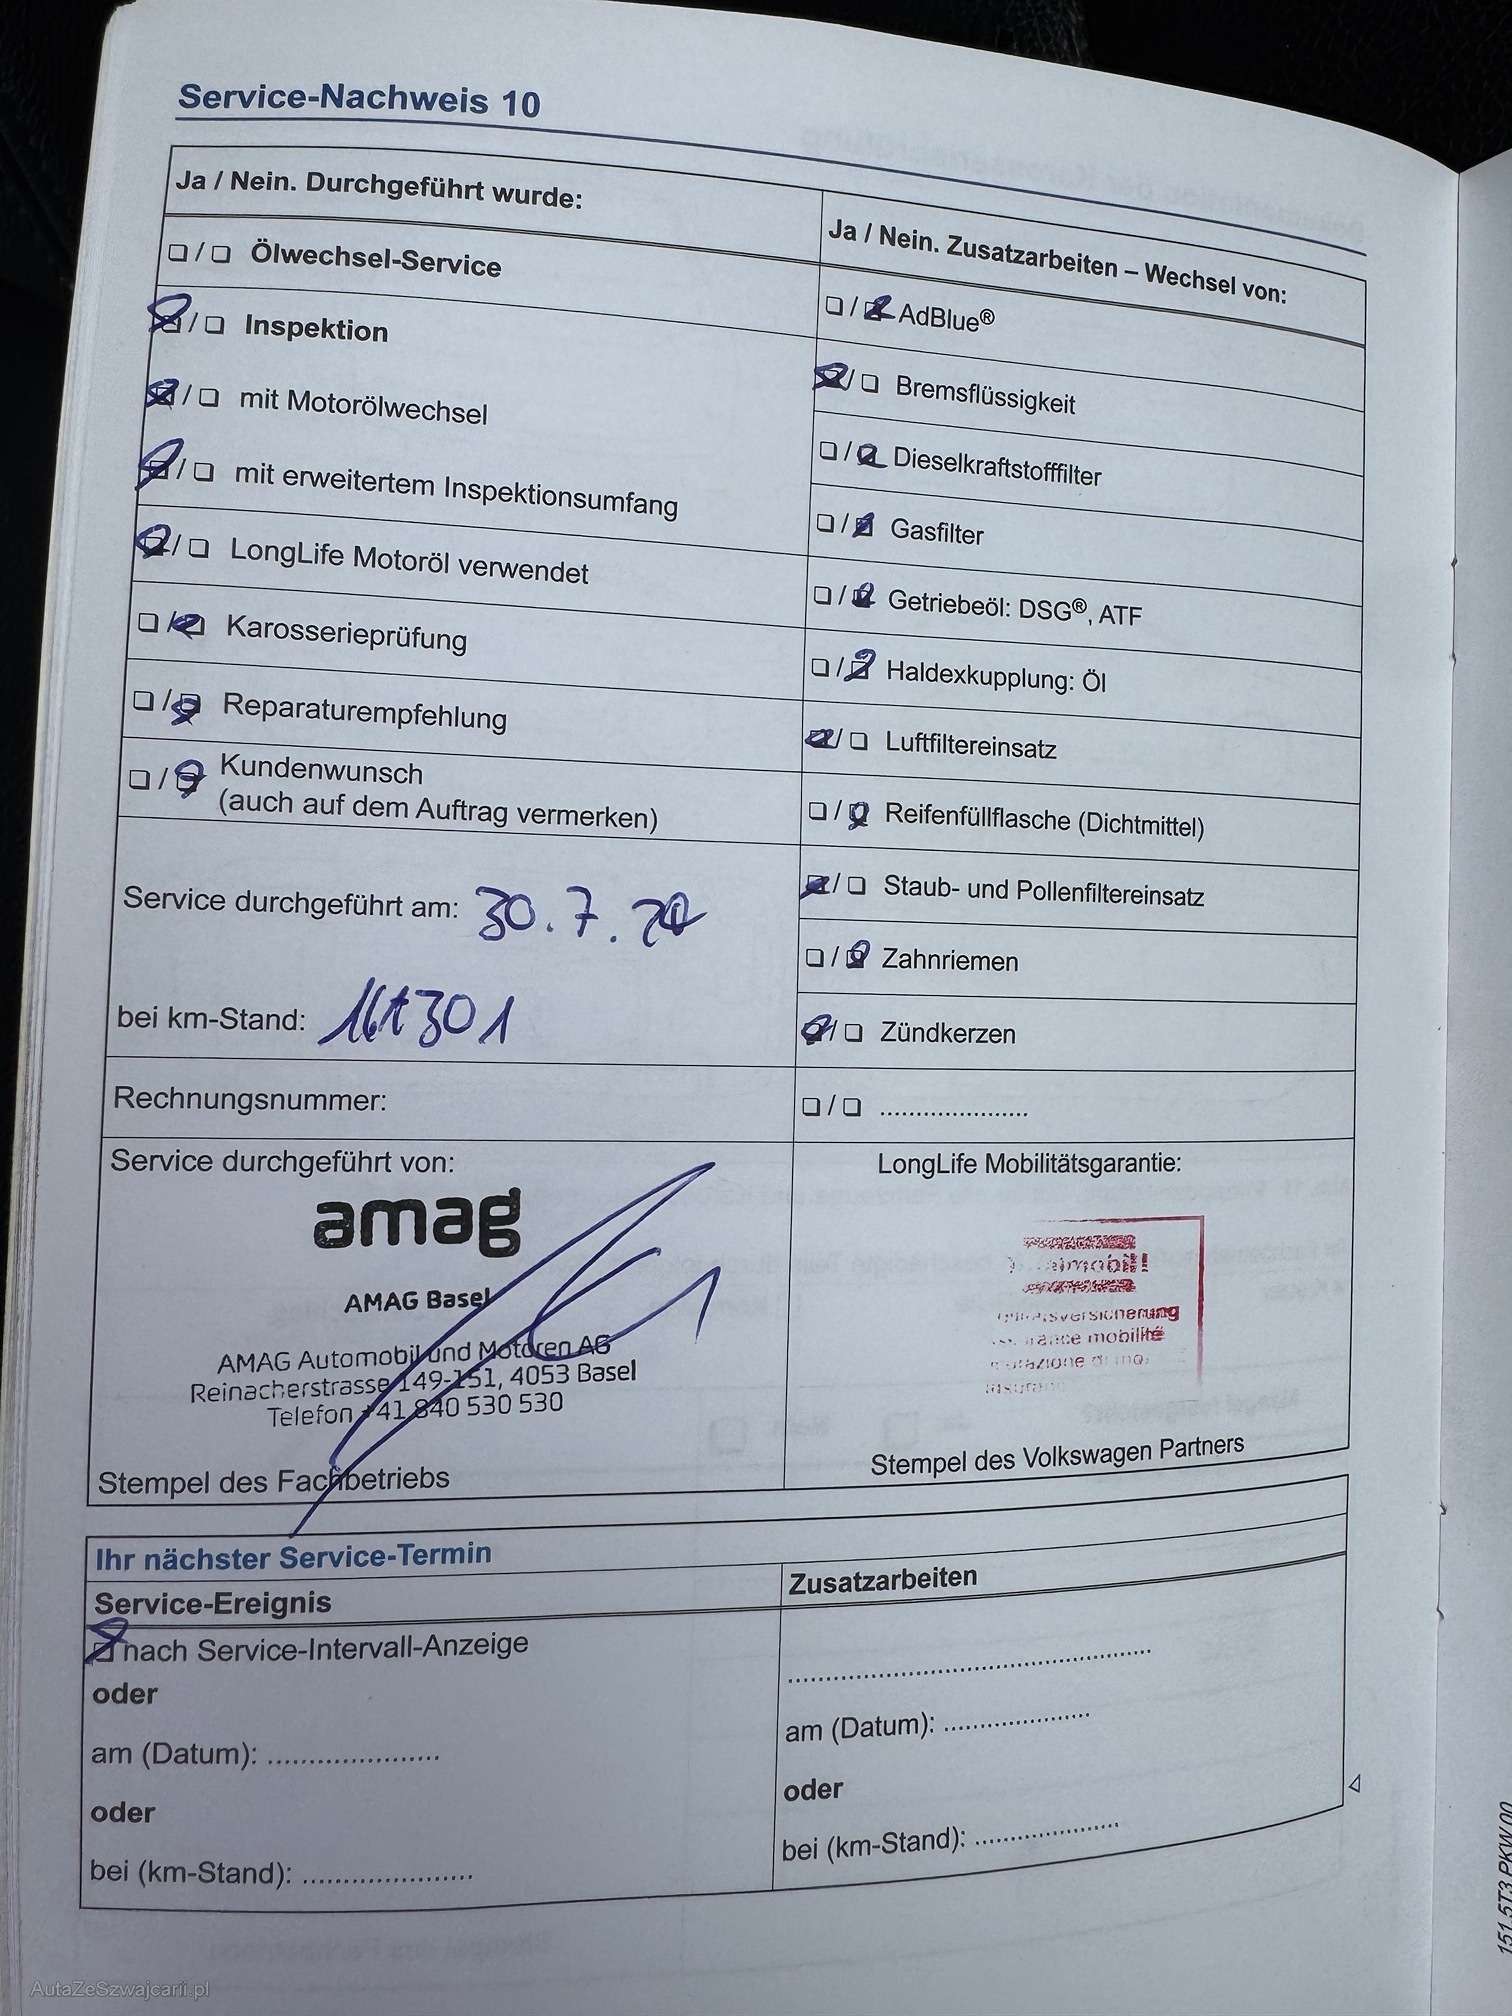 Service-Nachweis 10
Ja / Nein. Durchgeführt wurde:
❏ / ❏ Ölwechsel-Service
/ ❏ Inspektion
/ ❏ mit Motorölwechsel
/ ❏ mit erweitertem Inspektionsumfang
/ ❏ LongLife Motoröl verwendet
❏ / Karosserieprüfung
❏ / Reparaturempfehlung
❏ / Kundenwunsch
(auch auf dem Auftrag vermerken)
Service durchgeführt am: 30.7.
bei km-Stand:
Rechnungsnummer:
Service durchgeführt von:
amag
AMAG Basel
AMAG Automobil und Motoren AG
Reinacherstrasse 149-151, 4053 Basel
Telefon +41 840 530 530
Stempel des Fachbetriebs
Ja / Nein. Zusatzarbeiten – Wechsel von:
❏ / AdBlue®
/ ❏ Bremsflüssigkeit
❏ / Dieselkraftstofffilter
❏ / Gasfilter
❏ / Getriebeöl: DSG®, ATF
❏ / Haldexkupplung: Öl
/ ❏ Luftfiltereinsatz
❏ / Reifenfüllflasche (Dichtmittel)
/ ❏ Staub- und Pollenfiltereinsatz
❏ / Zahnriemen
/ ❏ Zündkerzen
❏ / ❏ ......................
LongLife Mobilitätsgarantie:
mobilité
Stempel des Volkswagen Partners
Ihr nächster Service-Termin
Service-Ereignis
nach Service-Intervall-Anzeige
oder
am (Datum): ......................
oder
bei (km-Stand): ......................
Zusatzarbeiten
..................................................
am (Datum): ......................
oder
bei (km-Stand): ......................
151.5T3.PKW.00
AutaZeSzwajcarii.pl